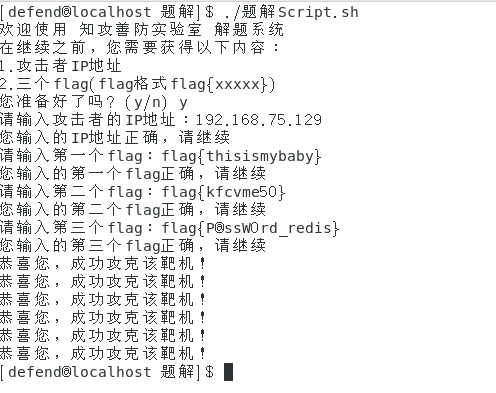 [defend@localhost 题解]$ ./题解Script.sh
欢迎使用 知攻善防实验室 解题系统
在继续之前，您需要获得以下内容：
1.攻击者IP地址
2.三个flag(flag格式flag{xxxxx})
您准备好了吗？(y/n) y
请输入攻击者的IP地址：192.168.75.129
您输入的IP地址正确，请继续
请输入第一个flag：flag{thisismybaby}
您输入的第一个flag正确，请继续
请输入第二个flag：flag{kfcvme50}
您输入的第二个flag正确，请继续
请输入第三个flag：flag{P@ssW0rd_redis}
您输入的第三个flag正确，请继续
恭喜您，成功攻克该靶机！
恭喜您，成功攻克该靶机！
恭喜您，成功攻克该靶机！
恭喜您，成功攻克该靶机！
恭喜您，成功攻克该靶机！
恭喜您，成功攻克该靶机！
[defend@localhost 题解]$